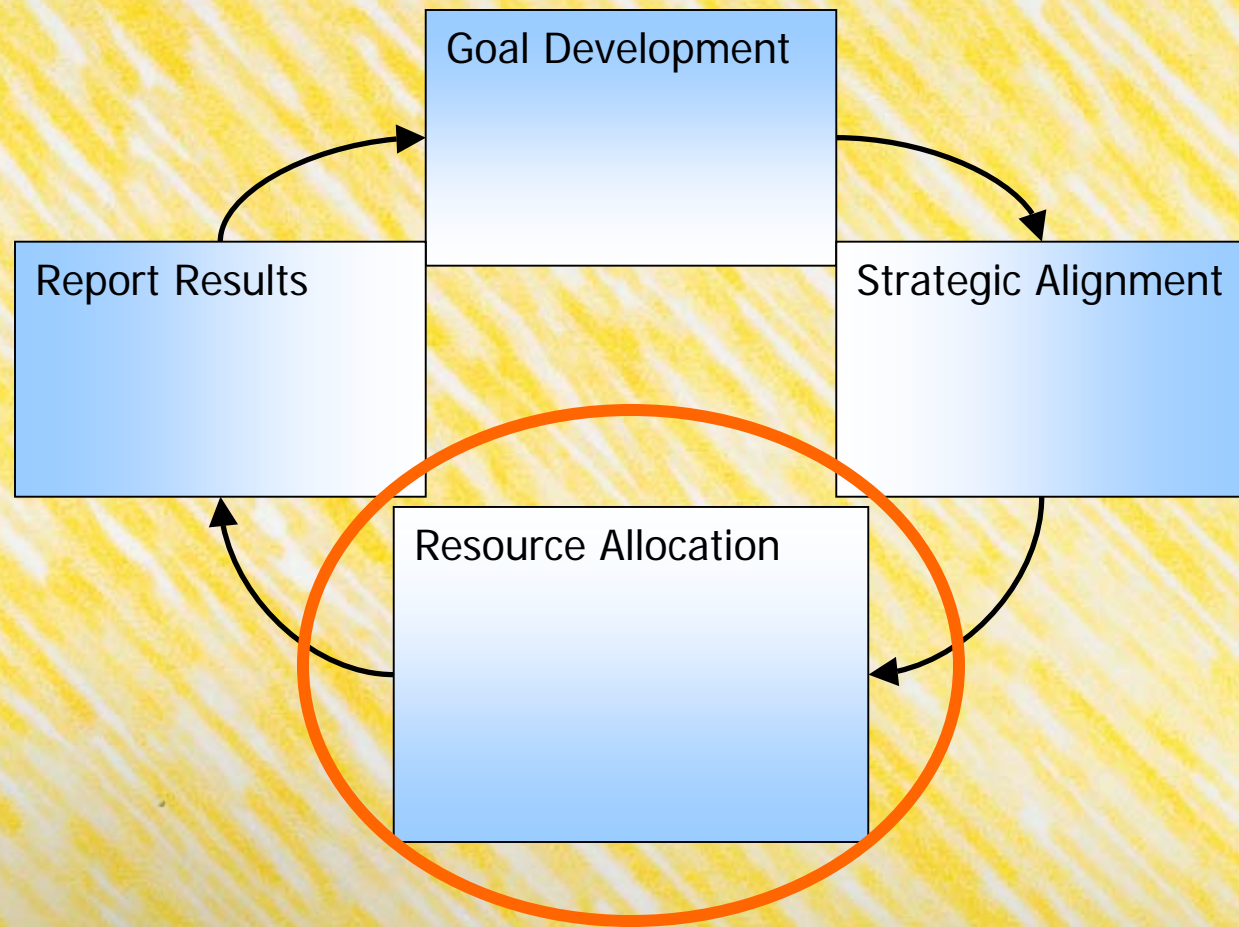 Goal Development
Report Results
Strategic Alignment
Resource Allocation